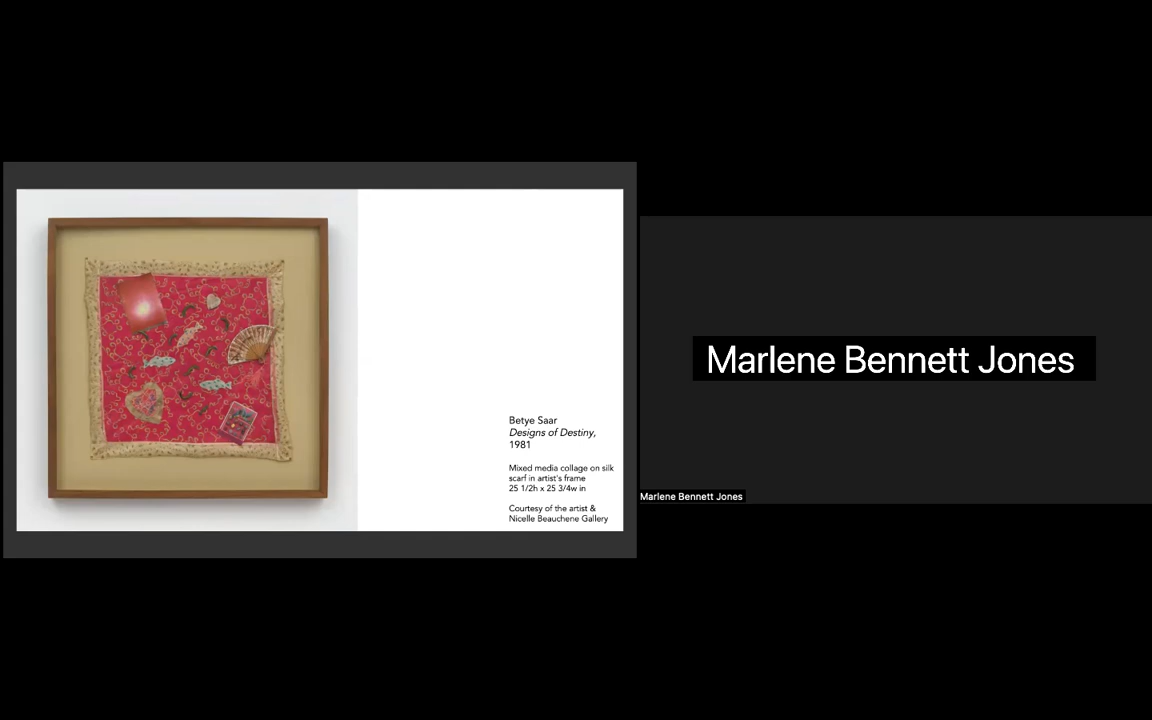 Betye Saar
Designs of Destiny,
1981
Mixed media collage on silk
scarf in artist's frame
25 1/2h x 25 3/4w in
Courtesy of the artist &
Nicelle Beauchene Gallery
Marlene Bennett Jones
Marlene Bennett Jones